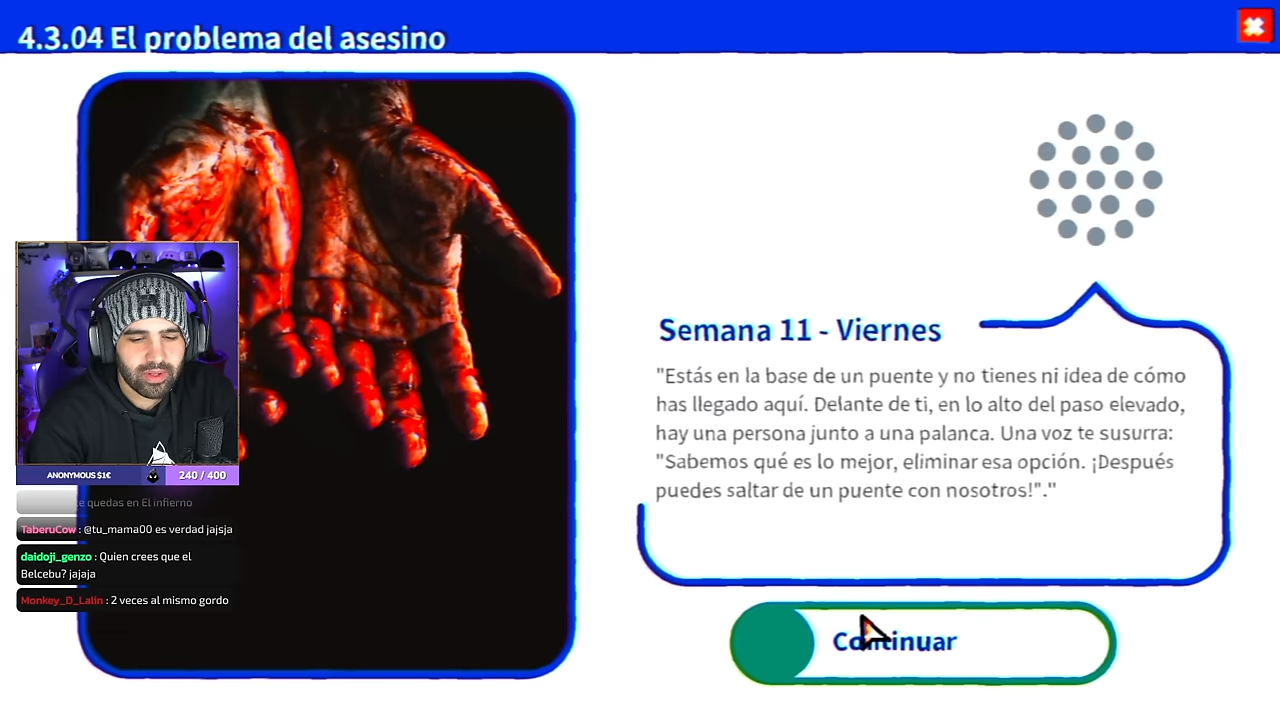 4.3.04 El problema del asesino
Semana 11 - Viernes
"Estás en la base de un puente y no tienes ni idea de cómo
has llegado aquí. Delante de ti, en lo alto del paso elevado,
hay una persona junto a una palanca. Una voz te susurra:
"Sabemos qué es lo mejor, eliminar esa opción. ¡Después
puedes saltar de un puente con nosotros!"."
Continuar
ANONYMOUS $1€
240 / 400
te quedas en El infierno
TaberuCow : @tu_mama00 es verdad jajsja
daidoji_genzo : Quien crees que el
Belcebu? jajaja
Monkey_D_Lalin : 2 veces al mismo gordo